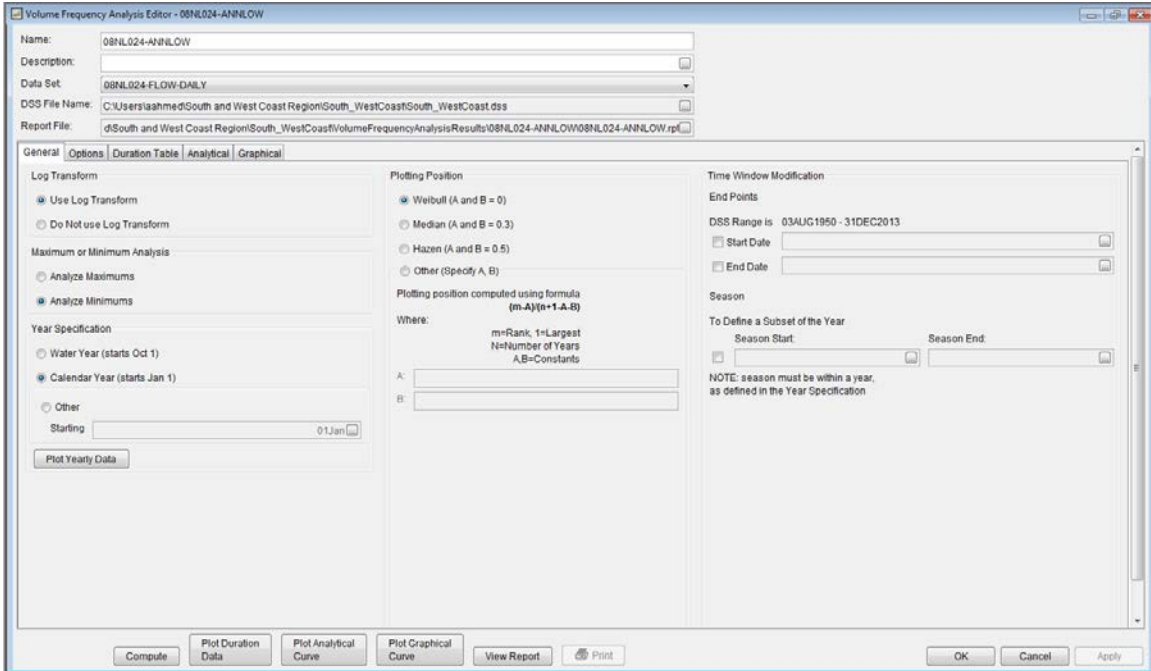 Volume Frequency Analysis Editor - 08NL024-ANNLOW
Name: 08NL024-ANNLOW
Description:
Data Set: 08NL024-FLOW-DAILY
DSS File Name: C:\Users\aahmed\South and West Coast Region\South_WestCoast\South_WestCoast.dss
Report File: d\South and West Coast Region\South_WestCoast\VolumeFrequencyAnalysisResults\08NL024-ANNLOW\08NL024-ANNLOW.rpt
General Options Duration Table Analytical Graphical
Log Transform
Use Log Transform
Do Not use Log Transform
Maximum or Minimum Analysis
Analyze Maximums
Analyze Minimums
Year Specification
Water Year (starts Oct 1)
Calendar Year (starts Jan 1)
Other
Starting 01Jan
Plot Yearly Data
Plotting Position
Weibull (A and B = 0)
Median (A and B = 0.3)
Hazen (A and B = 0.5)
Other (Specify A, B)
Plotting position computed using formula
(m-A)/(n+1-A-B)
Where:
m=Rank, 1=Largest
N=Number of Years
A,B=Constants
A:
B:
Time Window Modification
End Points
DSS Range is 03AUG1950 - 31DEC2013
Start Date
End Date
Season
To Define a Subset of the Year
Season Start: Season End:
NOTE: season must be within a year,
as defined in the Year Specification
Compute
Plot Duration
Data
Plot Analytical
Curve
Plot Graphical
Curve
View Report
Print
OK
Cancel
Apply